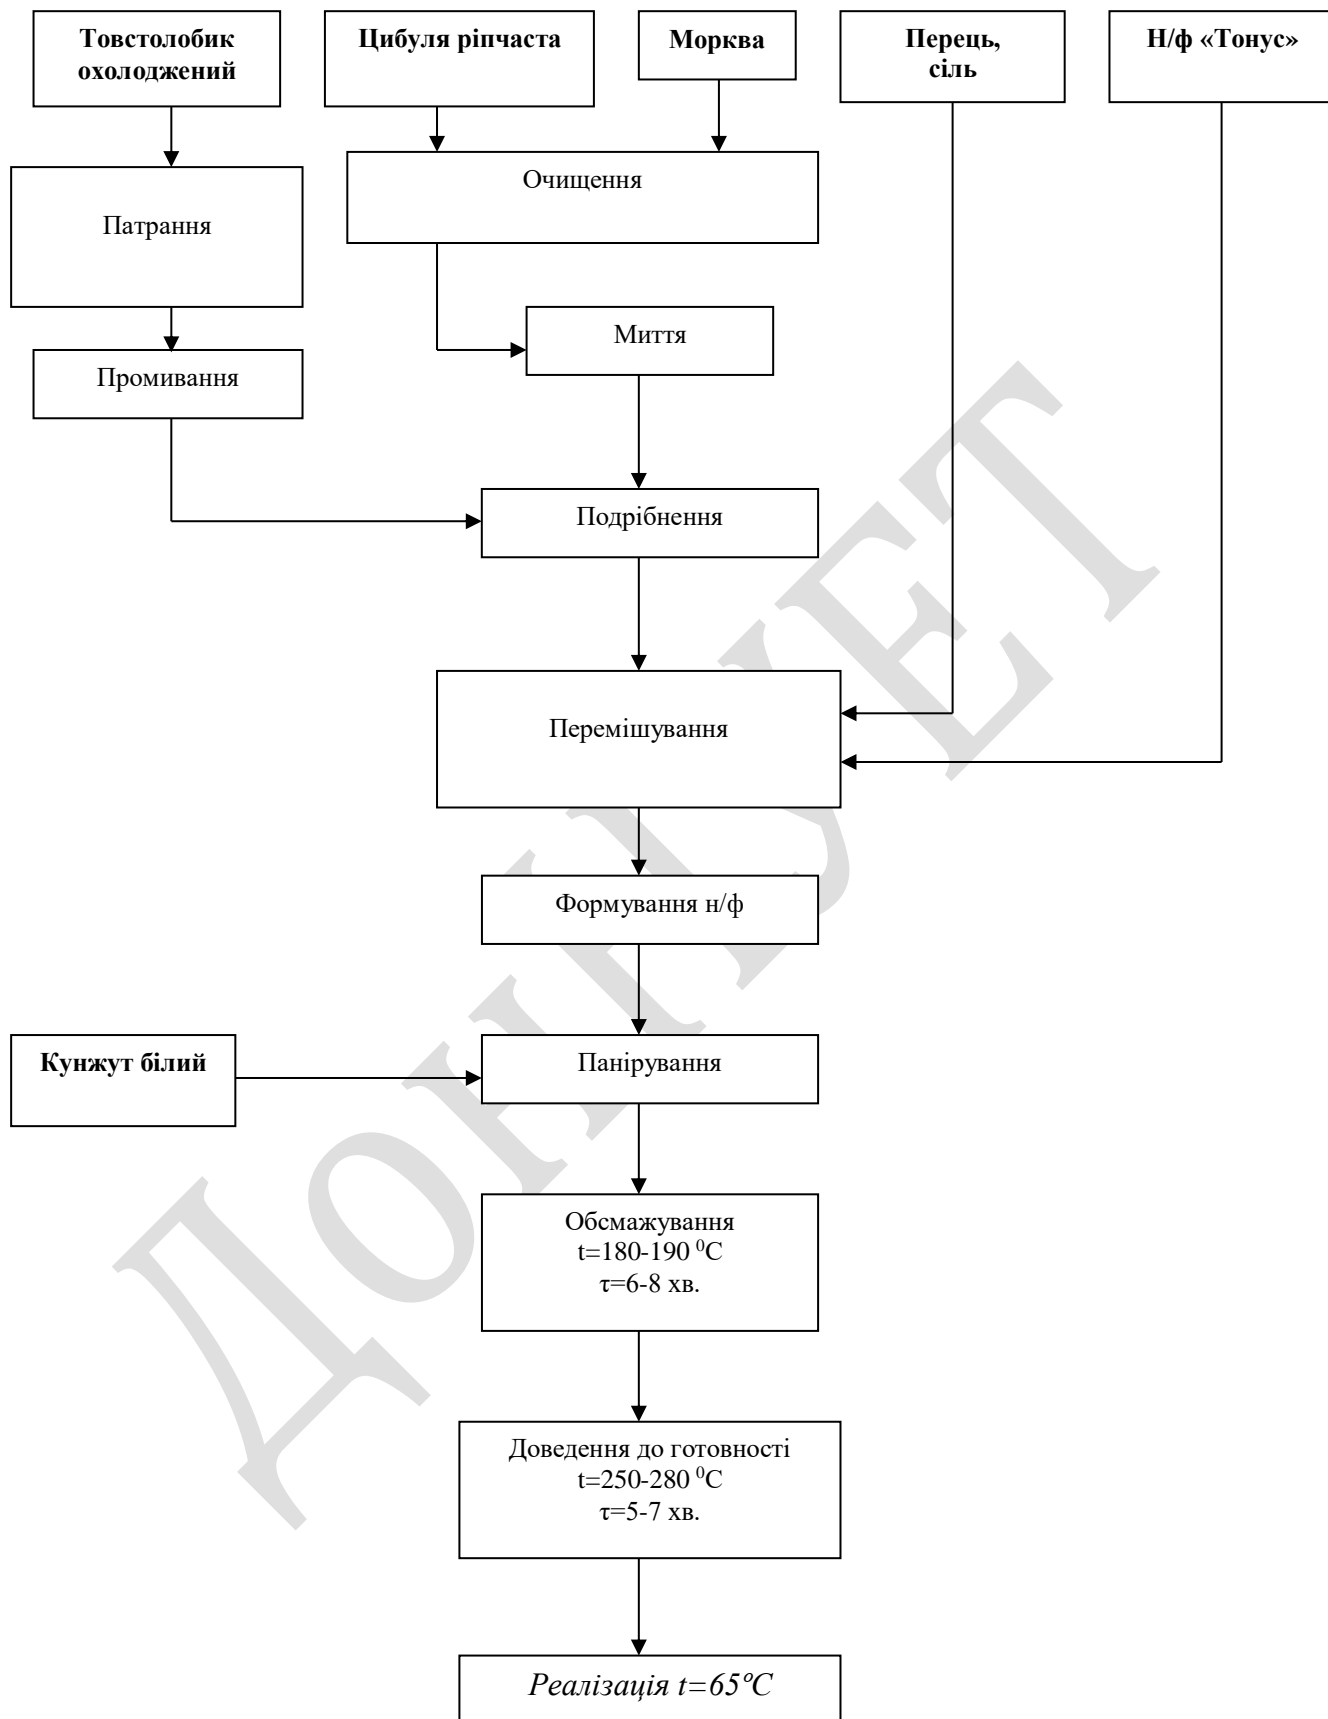 Товстолобик
охолоджений
Цибуля ріпчаста
Морква
Перець,
сіль
Н/ф «Тонус»
Очищення
Патрання
Миття
Промивання
Подрібнення
Перемішування
Формування н/ф
Кунжут білий
Панірування
Обсмажування
t=180-190 ⁰С
τ=6-8 хв.
Доведення до готовності
t=250-280 ⁰С
τ=5-7 хв.
Реалізація t=65ºС
ДонНУЕТ